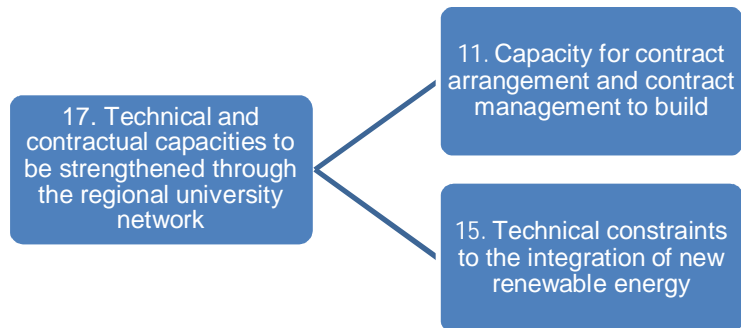 17. Technical and
contractual capacities to
be strengthened through
the regional university
network
11. Capacity for contract
arrangement and contract
management to build
15. Technical constraints
to the integration of new
renewable energy